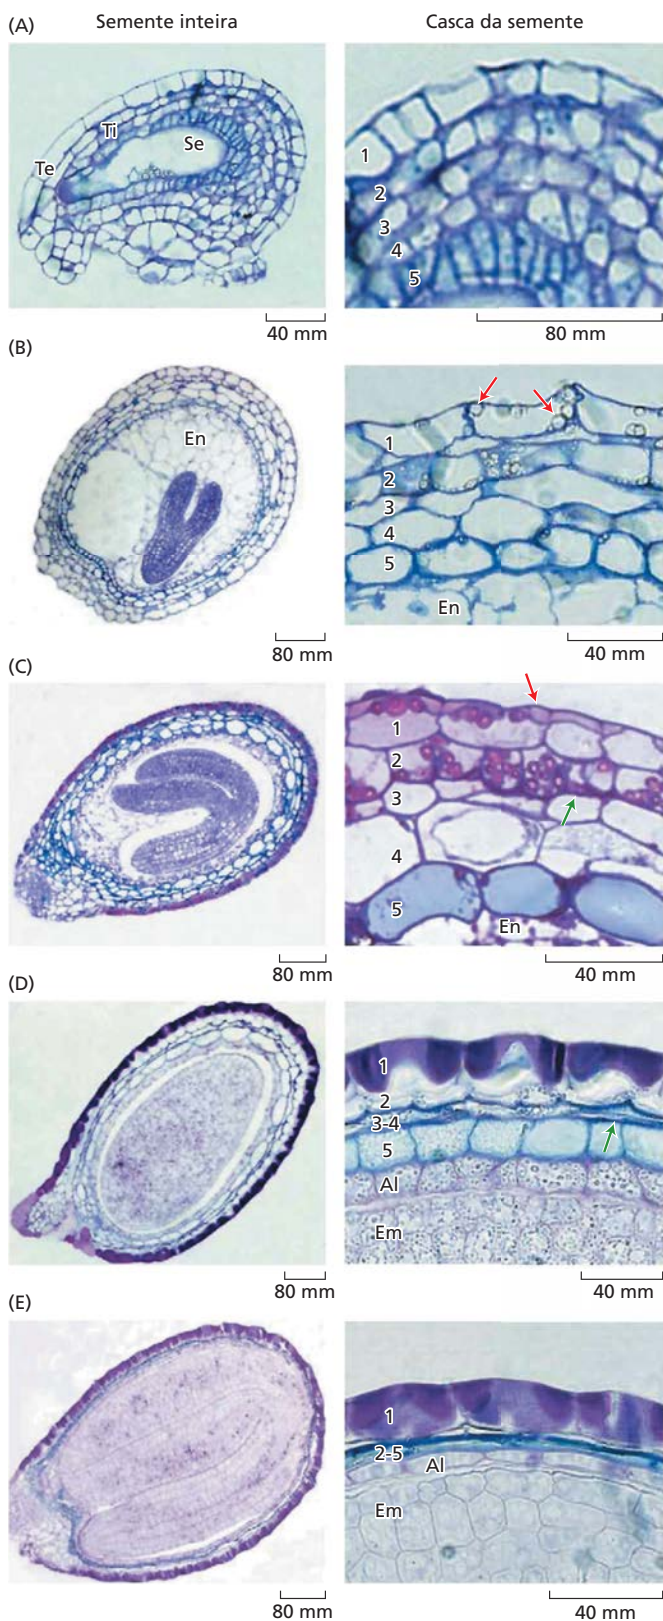 (A)
Semente inteira
Casca da semente
Te
Ti
Se
1
2
3
4
5
40 mm
80 mm
(B)
En
1
2
3
4
5
En
80 mm
40 mm
(C)
1
2
3
4
5
En
80 mm
40 mm
(D)
1
2
3-4
5
Al
Em
80 mm
40 mm
(E)
1
2-5
Al
Em
80 mm
40 mm